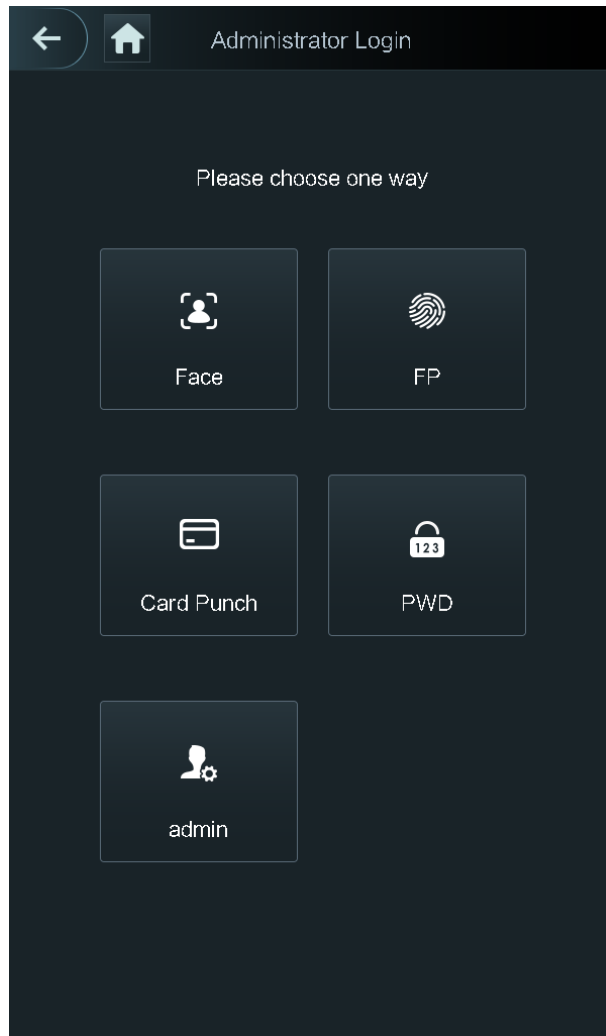 Administrator Login
Please choose one way
Face
FP
Card Punch
123
PWD
admin